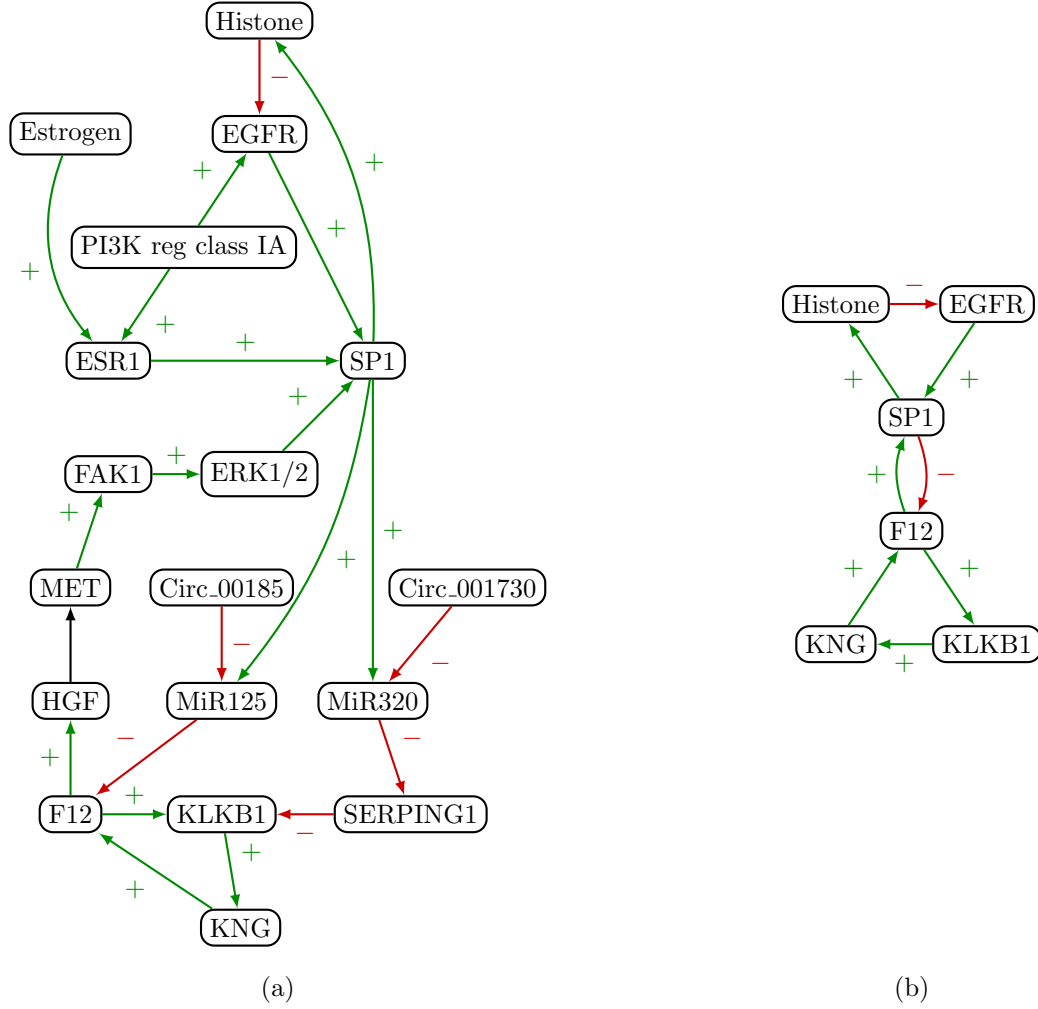 Histone
−
Estrogen
EGFR
+
+
+
PI3K reg class IA
+
+
Histone
−
EGFR
+
ESR1
SP1
+
+
+
SP1
+
FAK1
ERK1/2
+
−
+
+
F12
+
MET
Circ_00185
Circ_001730
+
+
−
−
KNG
KLKB1
+
HGF
MiR125
MiR320
−
−
+
+
F12
KLKB1
SERPING1
−
+
+
KNG
(a)
(b)